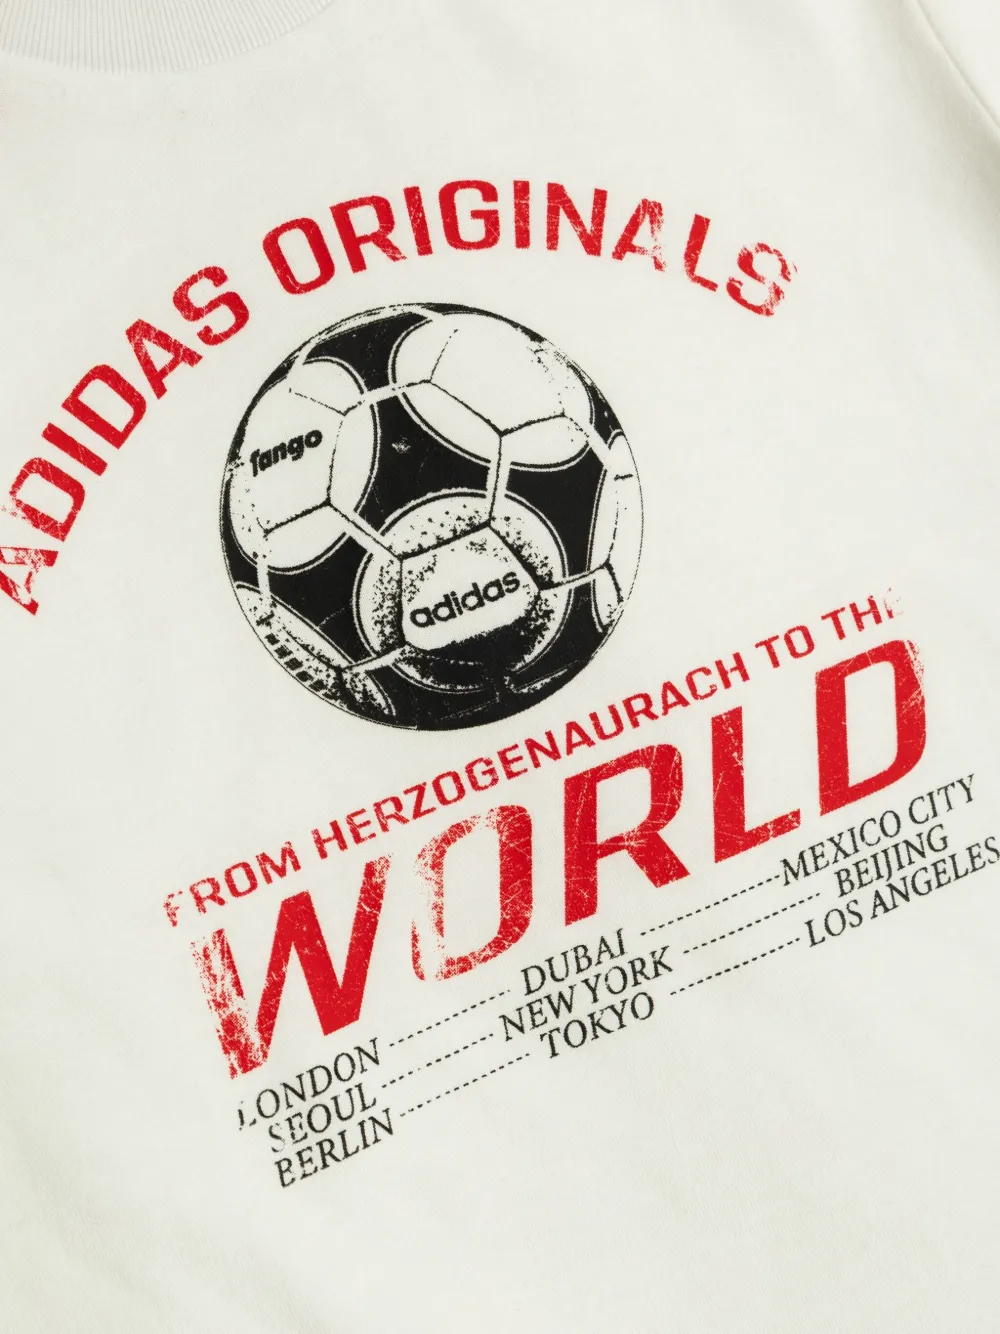 ADIDAS ORIGINALS
tango
adidas
FROM HERZOGENAURACH TO THE
WORLD
LONDON ---------- DUBAI ---------- MEXICO CITY
SEOUL ---------- NEW YORK ---------- BEIJING
BERLIN ---------- TOKYO ---------- LOS ANGELES